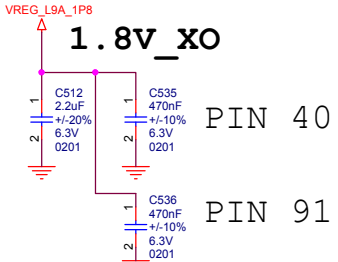 VREG_L9A_1P8
1.8V_XO
1
C512
2.2uF
+/-20%
6.3V
0201
2
1
C535
470nF
+/-10%
6.3V
0201
2
PIN 40
1
C536
470nF
+/-10%
6.3V
0201
2
PIN 91